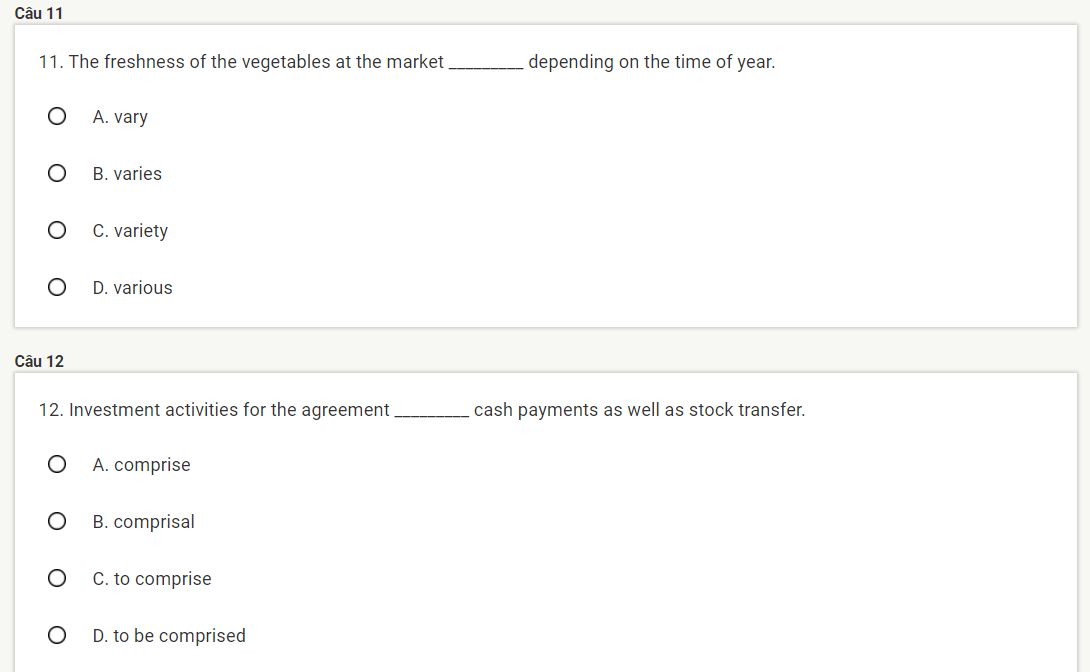 Câu 11
11. The freshness of the vegetables at the market _________ depending on the time of year.
A. vary
B. varies
C. variety
D. various
Câu 12
12. Investment activities for the agreement _________ cash payments as well as stock transfer.
A. comprise
B. comprisal
C. to comprise
D. to be comprised